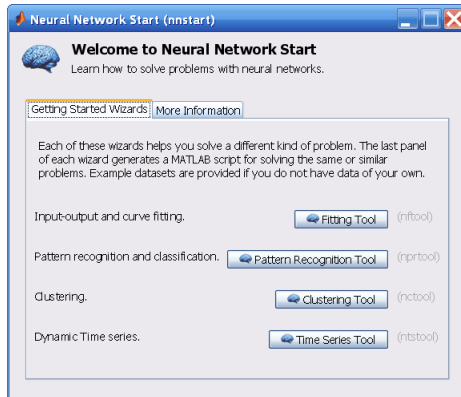 Neural Network Start (nnstart)
Welcome to Neural Network Start
Learn how to solve problems with neural networks.
Getting Started Wizards More Information
Each of these wizards helps you solve a different kind of problem. The last panel
of each wizard generates a MATLAB script for solving the same or similar
problems. Example datasets are provided if you do not have data of your own.
Input-output and curve fitting. Fitting Tool (nftool)
Pattern recognition and classification. Pattern Recognition Tool (nprtool)
Clustering. Clustering Tool (nctool)
Dynamic Time series. Time Series Tool (ntstool)